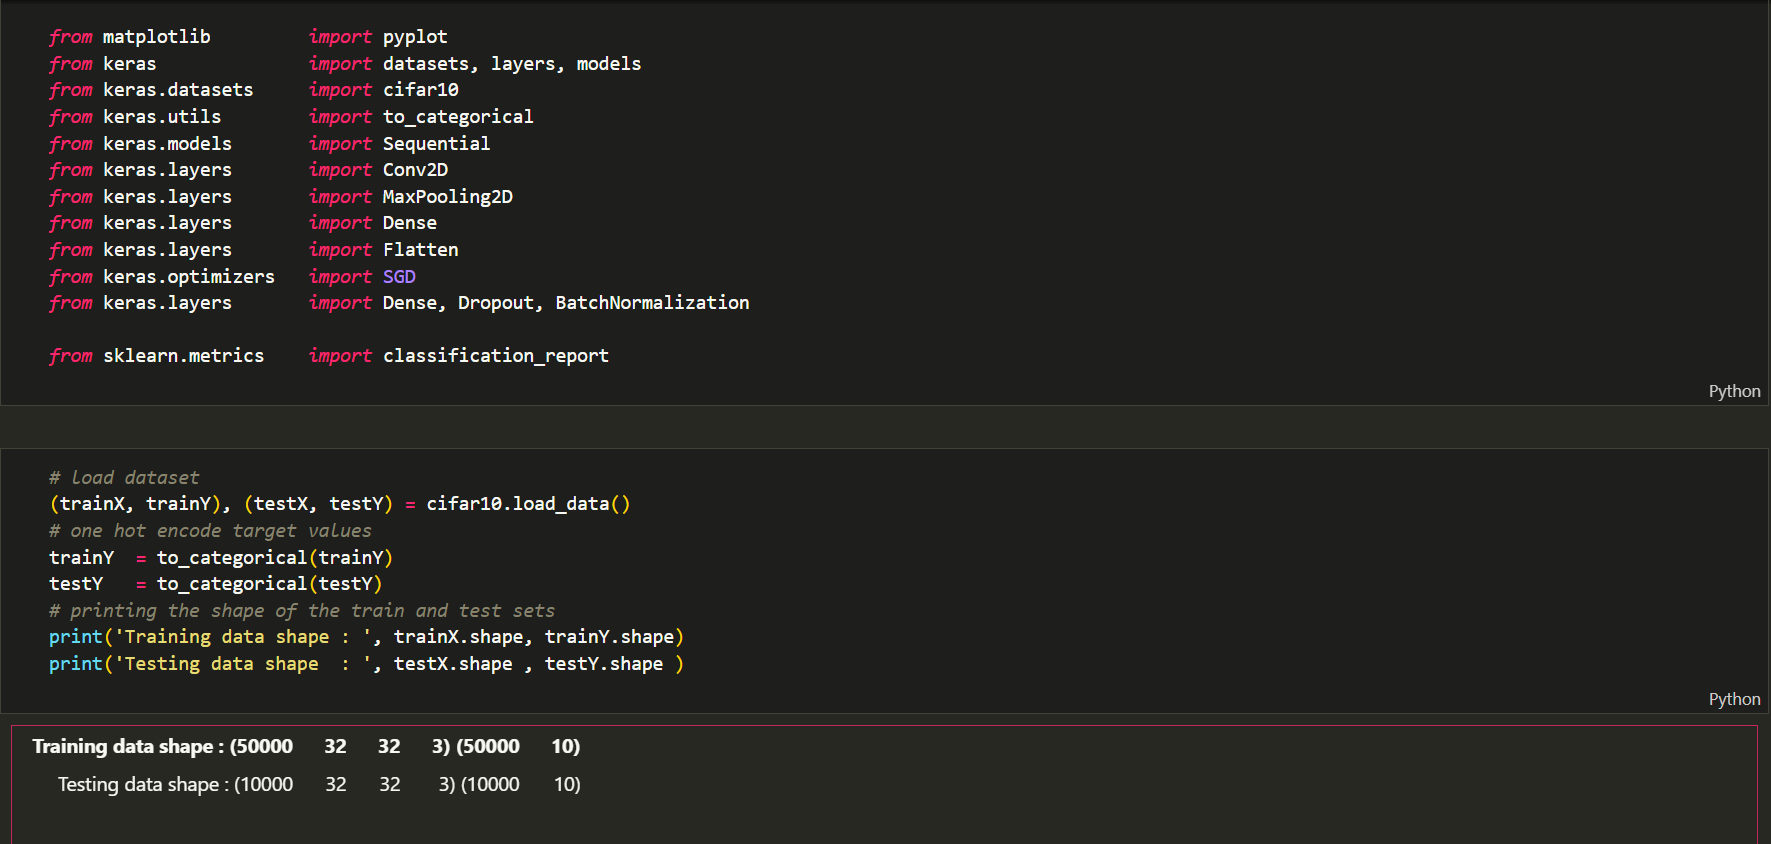 from matplotlib import pyplot
from keras import datasets, layers, models
from keras.datasets import cifar10
from keras.utils import to_categorical
from keras.models import Sequential
from keras.layers import Conv2D
from keras.layers import MaxPooling2D
from keras.layers import Dense
from keras.layers import Flatten
from keras.optimizers import SGD
from keras.layers import Dense, Dropout, BatchNormalization
from sklearn.metrics import classification_report
Python
# load dataset
(trainX, trainY), (testX, testY) = cifar10.load_data()
# one hot encode target values
trainY = to_categorical(trainY)
testY = to_categorical(testY)
# printing the shape of the train and test sets
print('Training data shape : ', trainX.shape, trainY.shape)
print('Testing data shape  : ', testX.shape , testY.shape )
Python
Training data shape : (50000 32 32 3) (50000 10)
Testing data shape : (10000 32 32 3) (10000 10)